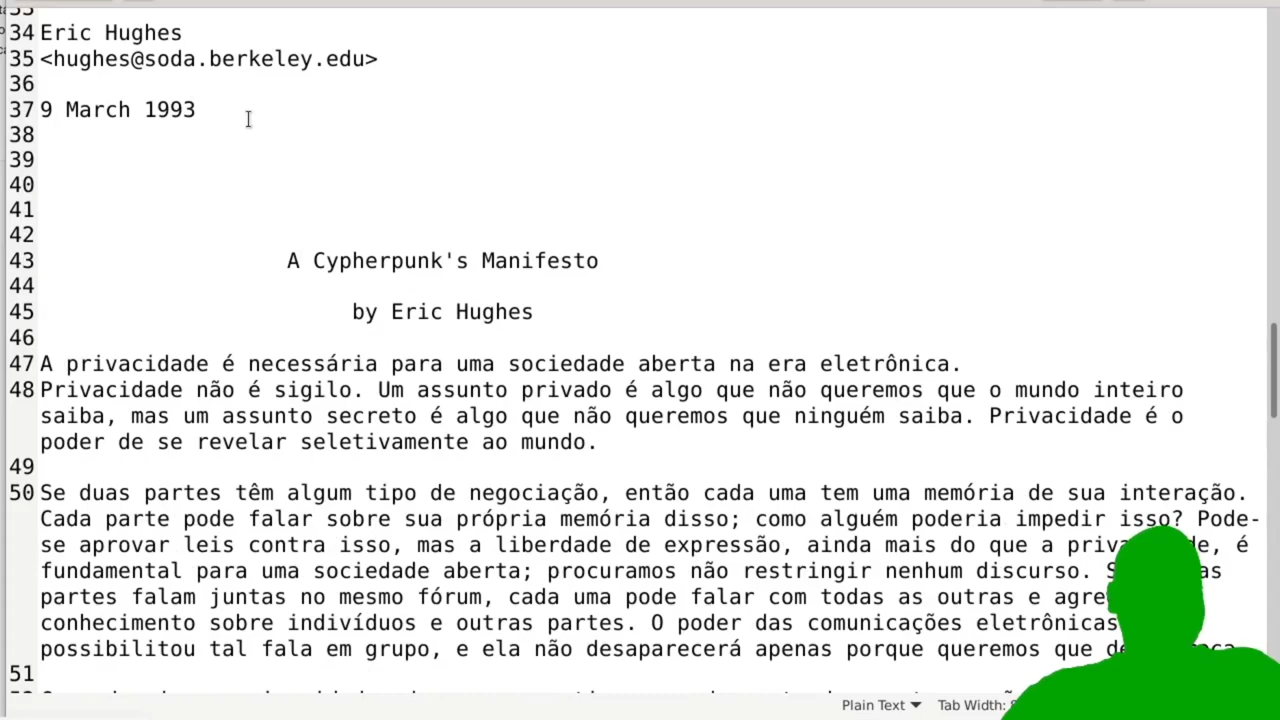 34 Eric Hughes
35 <hughes@soda.berkeley.edu>
36
37 9 March 1993
38
39
40
41
42
43 A Cypherpunk's Manifesto
44
45 by Eric Hughes
46
47 A privacidade é necessária para uma sociedade aberta na era eletrônica.
48 Privacidade não é sigilo. Um assunto privado é algo que não queremos que o mundo inteiro
saiba, mas um assunto secreto é algo que não queremos que ninguém saiba. Privacidade é o
poder de se revelar seletivamente ao mundo.
49
50 Se duas partes têm algum tipo de negociação, então cada uma tem uma memória de sua interação.
Cada parte pode falar sobre sua própria memória disso; como alguém poderia impedir isso? Pode-
se aprovar leis contra isso, mas a liberdade de expressão, ainda mais do que a é
fundamental para uma sociedade aberta; procuramos não restringir nenhum discurso.
partes falam juntas no mesmo fórum, cada uma pode falar com todas as outras e
conhecimento sobre indivíduos e outras partes. O poder das comunicações eletrônicas
possibilitou tal fala em grupo, e ela não desaparecerá apenas porque queremos que
51
Plain Text Tab Width: